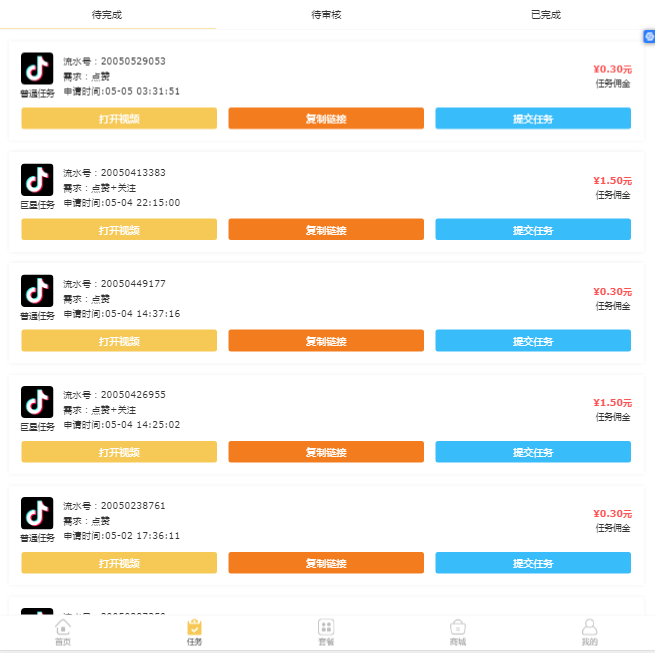 待完成 待审核 已完成
流水号：20050529053
需求：点赞
申请时间:05-05 03:31:51
普通任务
¥0.30元
任务佣金
打开视频 复制链接 提交任务
流水号：20050413383
需求：点赞+关注
申请时间:05-04 22:15:00
巨星任务
¥1.50元
任务佣金
打开视频 复制链接 提交任务
流水号：20050449177
需求：点赞
申请时间:05-04 14:37:16
普通任务
¥0.30元
任务佣金
打开视频 复制链接 提交任务
流水号：20050426955
需求：点赞+关注
申请时间:05-04 14:25:02
巨星任务
¥1.50元
任务佣金
打开视频 复制链接 提交任务
流水号：20050238761
需求：点赞
申请时间:05-02 17:36:11
普通任务
¥0.30元
任务佣金
打开视频 复制链接 提交任务
首页 任务 套餐 商城 我的